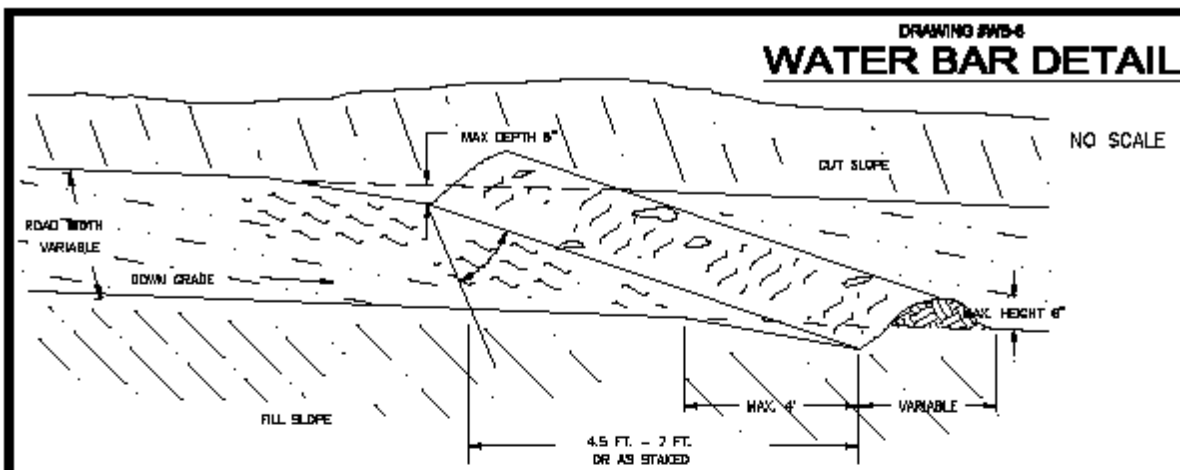 DRAWING #WB-6
WATER BAR DETAIL
NO SCALE
MAX DEPTH 6"
CUT SLOPE
ROAD WIDTH
VARIABLE
DOWN GRADE
MAX. HEIGHT 6"
FILL SLOPE
MAX. 4'
VARIABLE
4.5 FT. - 7 FT.
OR AS STAKED